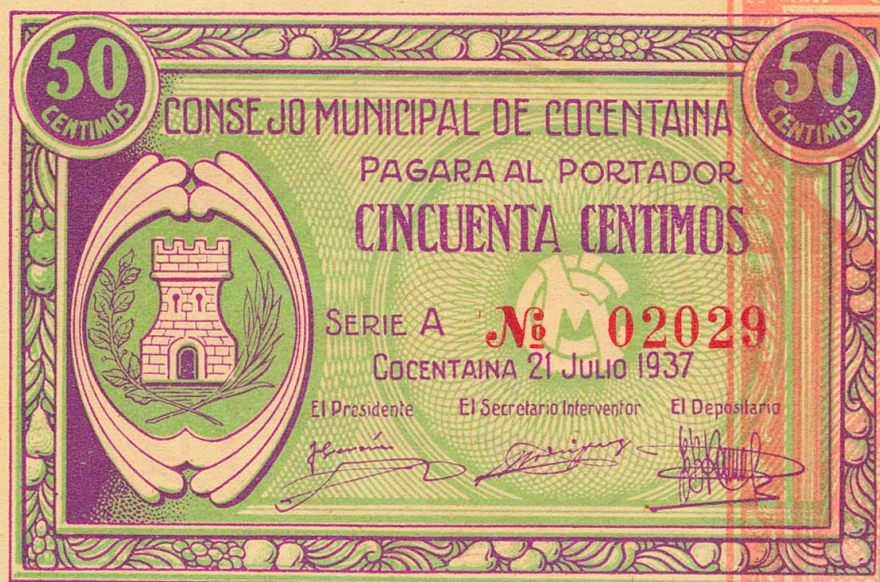 50
CENTIMOS
50
CENTIMOS
CONSEJO MUNICIPAL DE COCENTAINA
PAGARA AL PORTADOR
CINCUENTA CENTIMOS
SERIE A No 02029
COCENTAINA 21 JULIO 1937
El Presidente El Secretario Interventor El Depositario